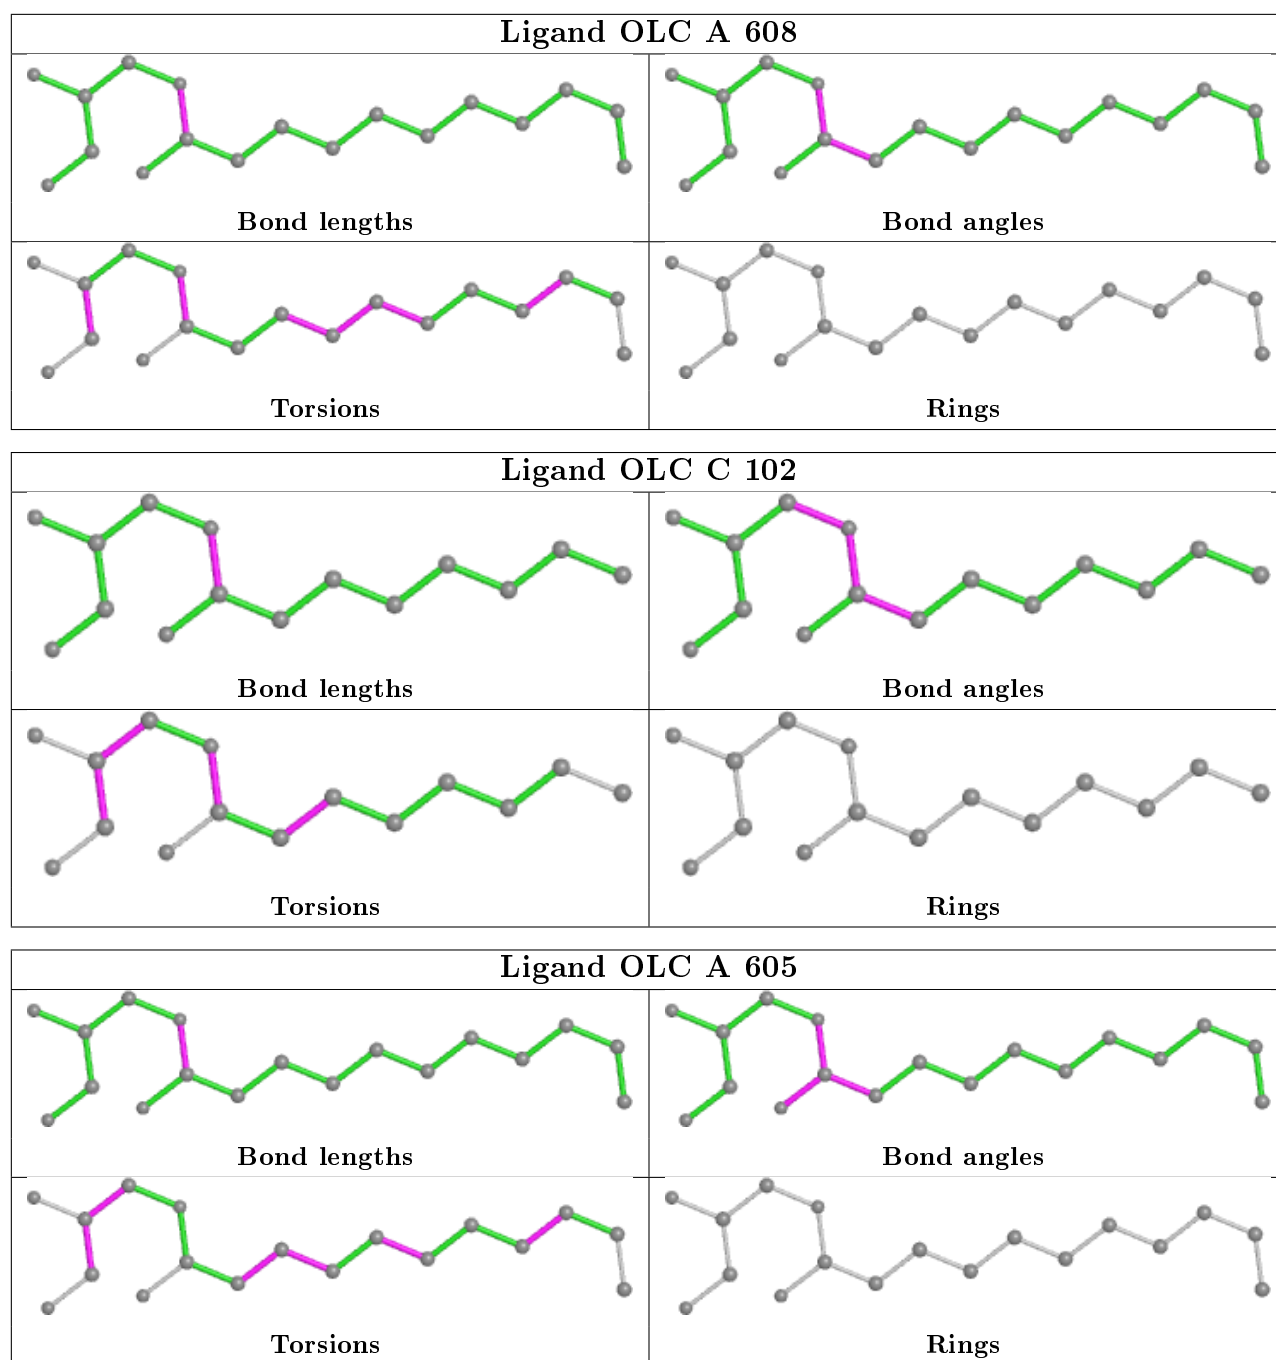 Ligand OLC A 608
Bond lengths
Bond angles
Torsions
Rings
Ligand OLC C 102
Bond lengths
Bond angles
Torsions
Rings
Ligand OLC A 605
Bond lengths
Bond angles
Torsions
Rings